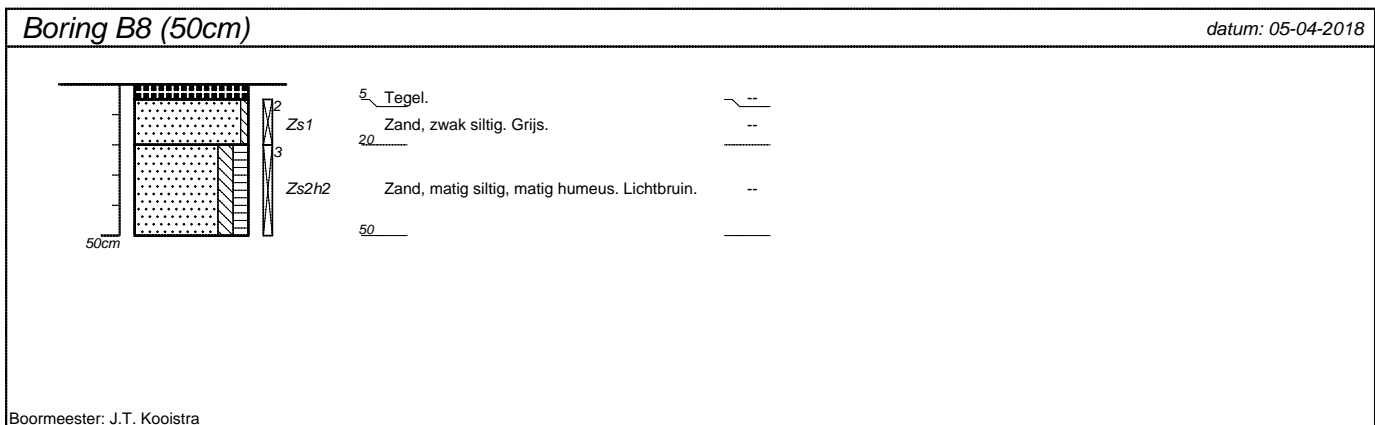 Boring B8 (50cm) datum: 05-04-2018
5 Tegel. --
2 Zs1 Zand, zwak siltig. Grijs. --
20
3
Zs2h2 Zand, matig siltig, matig humeus. Lichtbruin. --
50cm 50
Boormeester: J.T. Kooistra